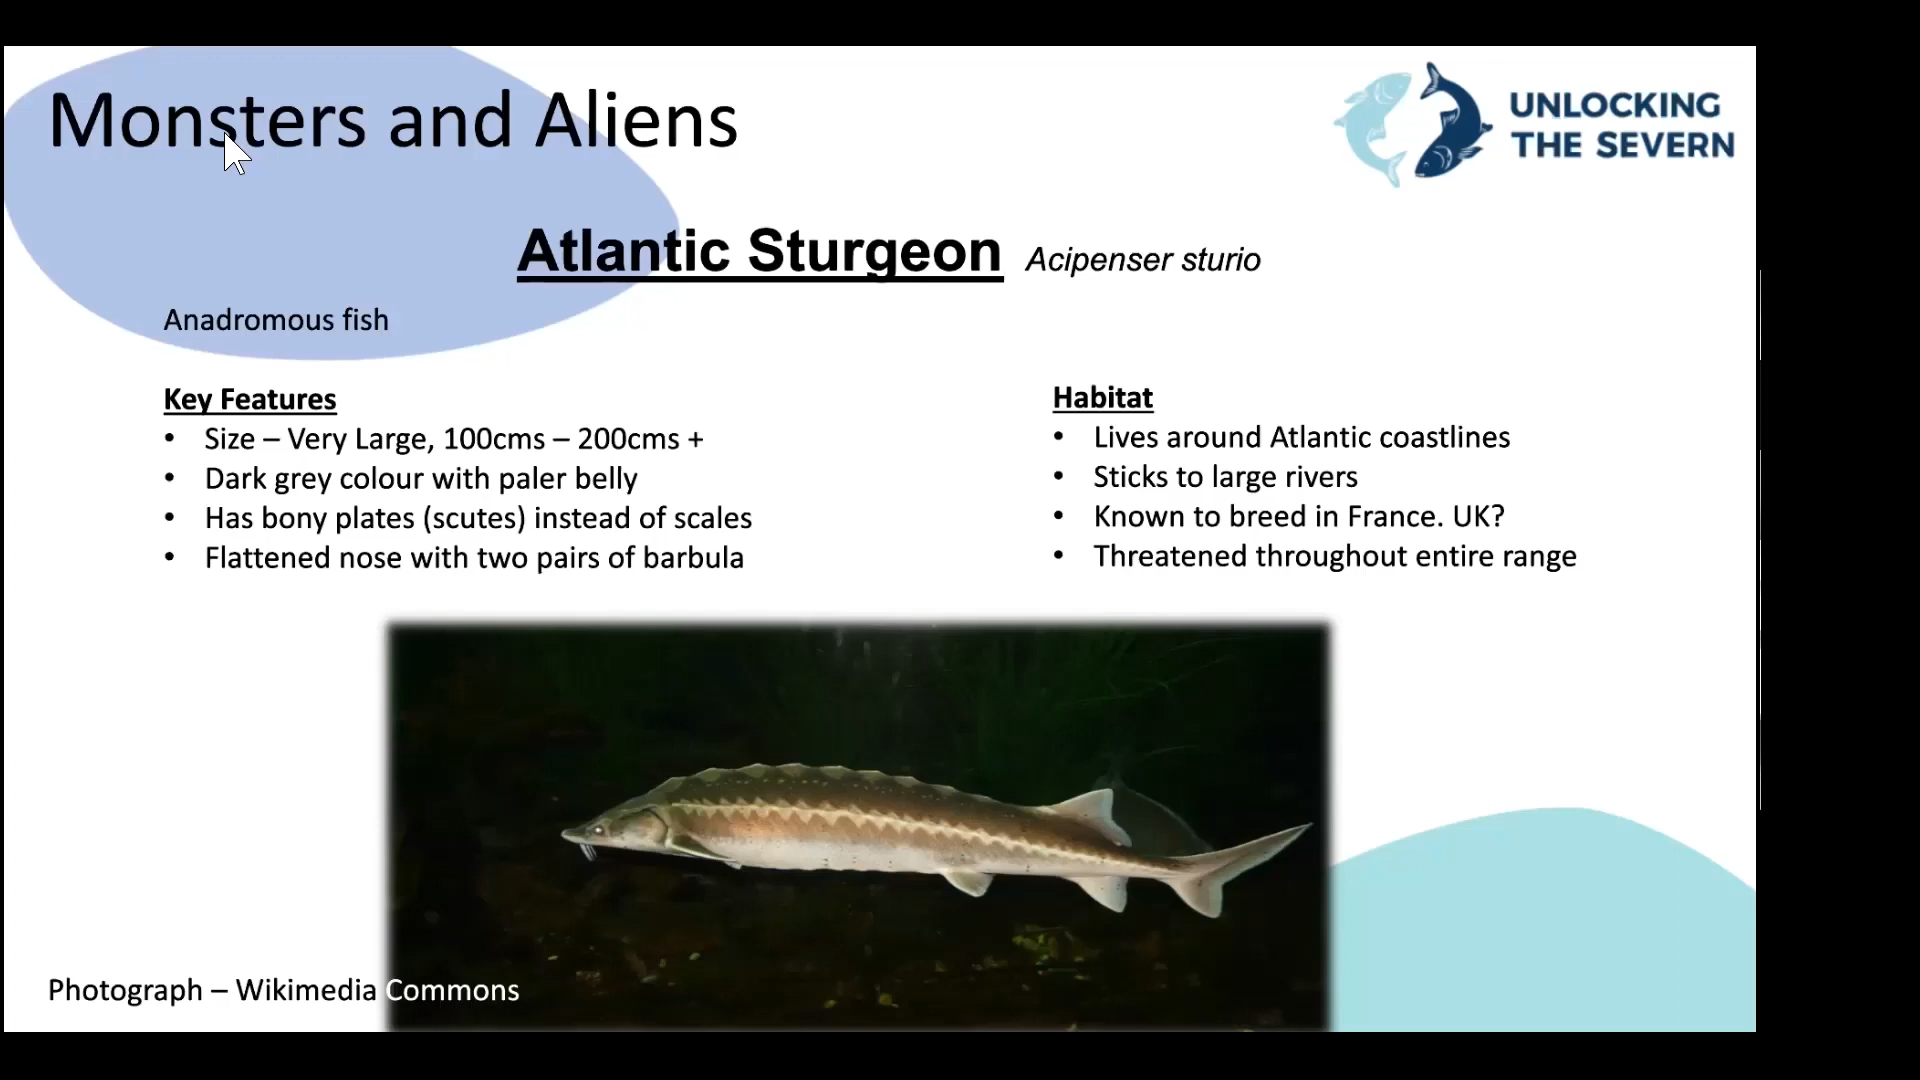 Monsters and Aliens
UNLOCKING
THE SEVERN
Atlantic Sturgeon Acipenser sturio
Anadromous fish
Key Features
• Size – Very Large, 100cms – 200cms +
• Dark grey colour with paler belly
• Has bony plates (scutes) instead of scales
• Flattened nose with two pairs of barbula
Habitat
• Lives around Atlantic coastlines
• Sticks to large rivers
• Known to breed in France. UK?
• Threatened throughout entire range
Photograph – Wikimedia Commons